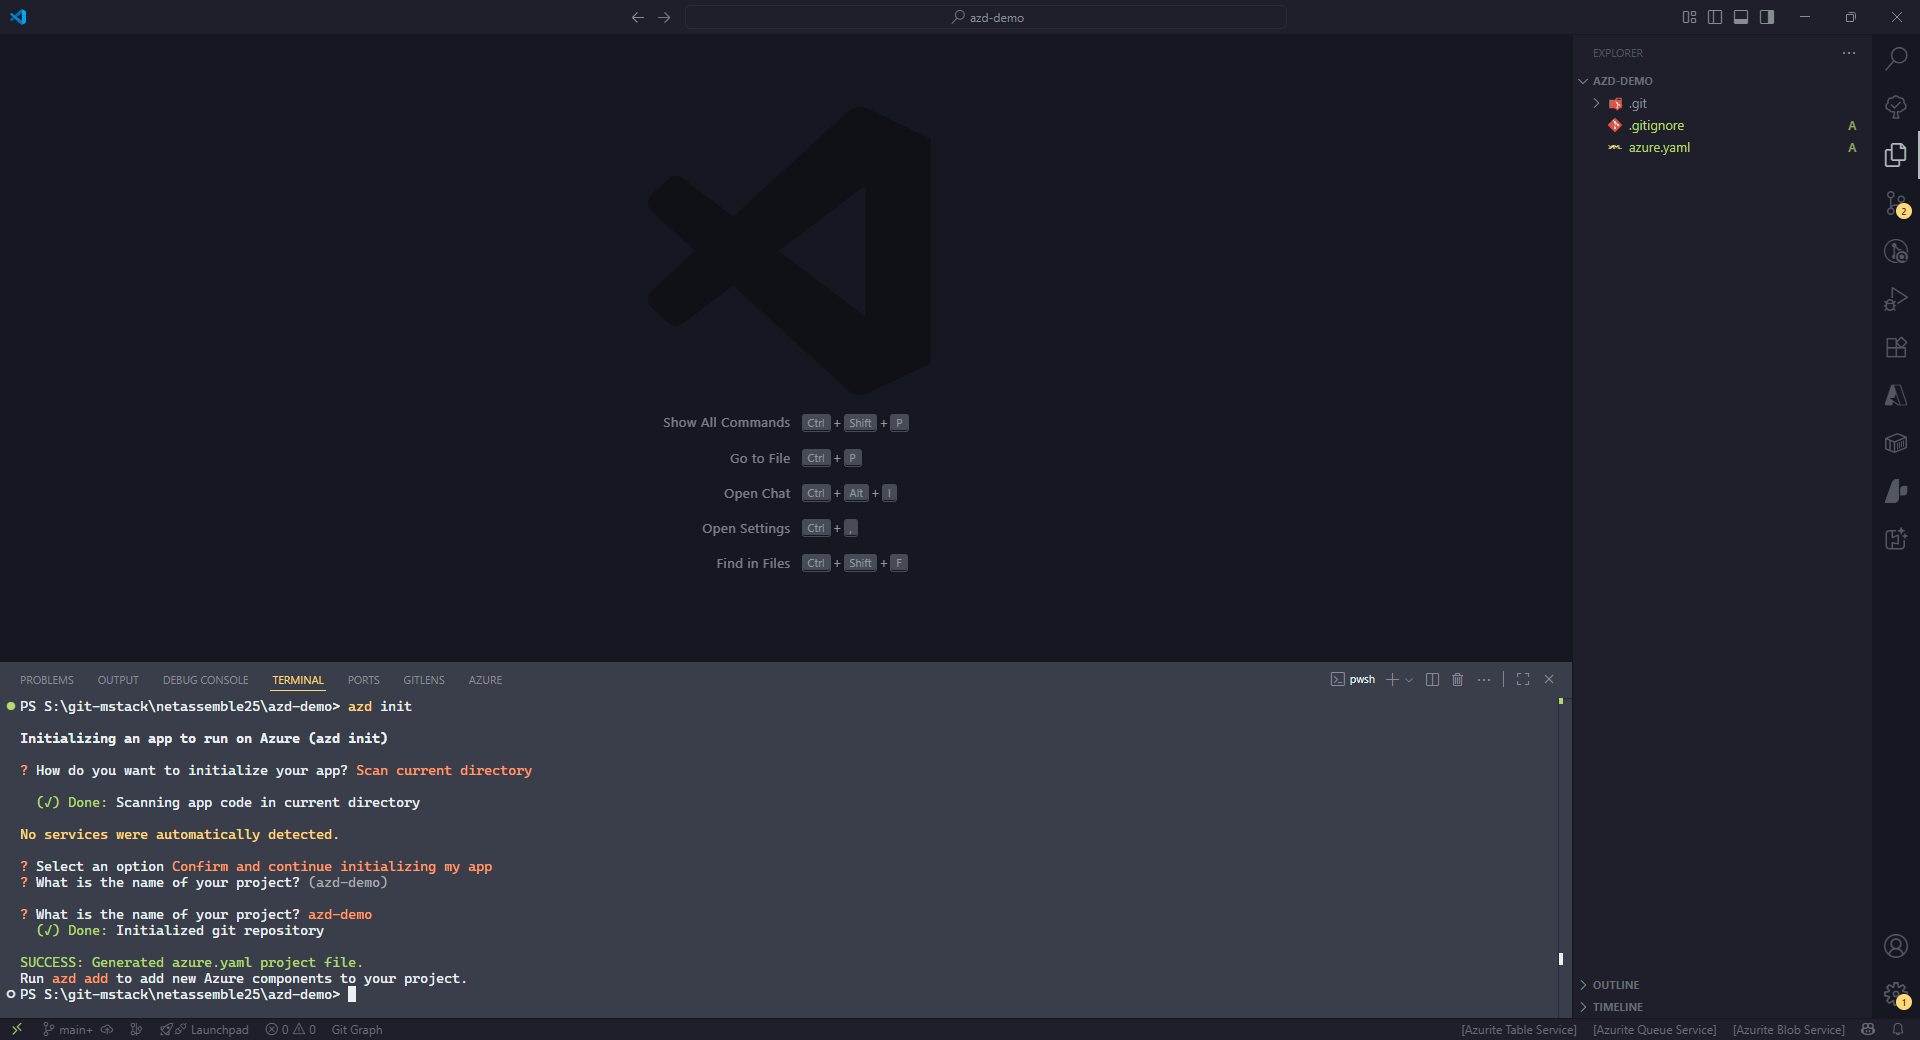 azd-demo
Show All Commands Ctrl + Shift + P
Go to File Ctrl + P
Open Chat Ctrl + Alt + I
Open Settings Ctrl + ,
Find in Files Ctrl + Shift + F
EXPLORER
AZD-DEMO
.git
.gitignore A
azure.yaml A
2
PROBLEMS OUTPUT DEBUG CONSOLE TERMINAL PORTS GITLENS AZURE pwsh
PS S:\git-mstack\netassemble25\azd-demo> azd init
Initializing an app to run on Azure (azd init)
? How do you want to initialize your app? Scan current directory
(✓) Done: Scanning app code in current directory
No services were automatically detected.
? Select an option Confirm and continue initializing my app
? What is the name of your project? (azd-demo)
? What is the name of your project? azd-demo
(✓) Done: Initialized git repository
SUCCESS: Generated azure.yaml project file.
Run azd add to add new Azure components to your project.
PS S:\git-mstack\netassemble25\azd-demo>
OUTLINE
TIMELINE
1
main+ Launchpad 0 0 Git Graph [Azurite Table Service] [Azurite Queue Service] [Azurite Blob Service]